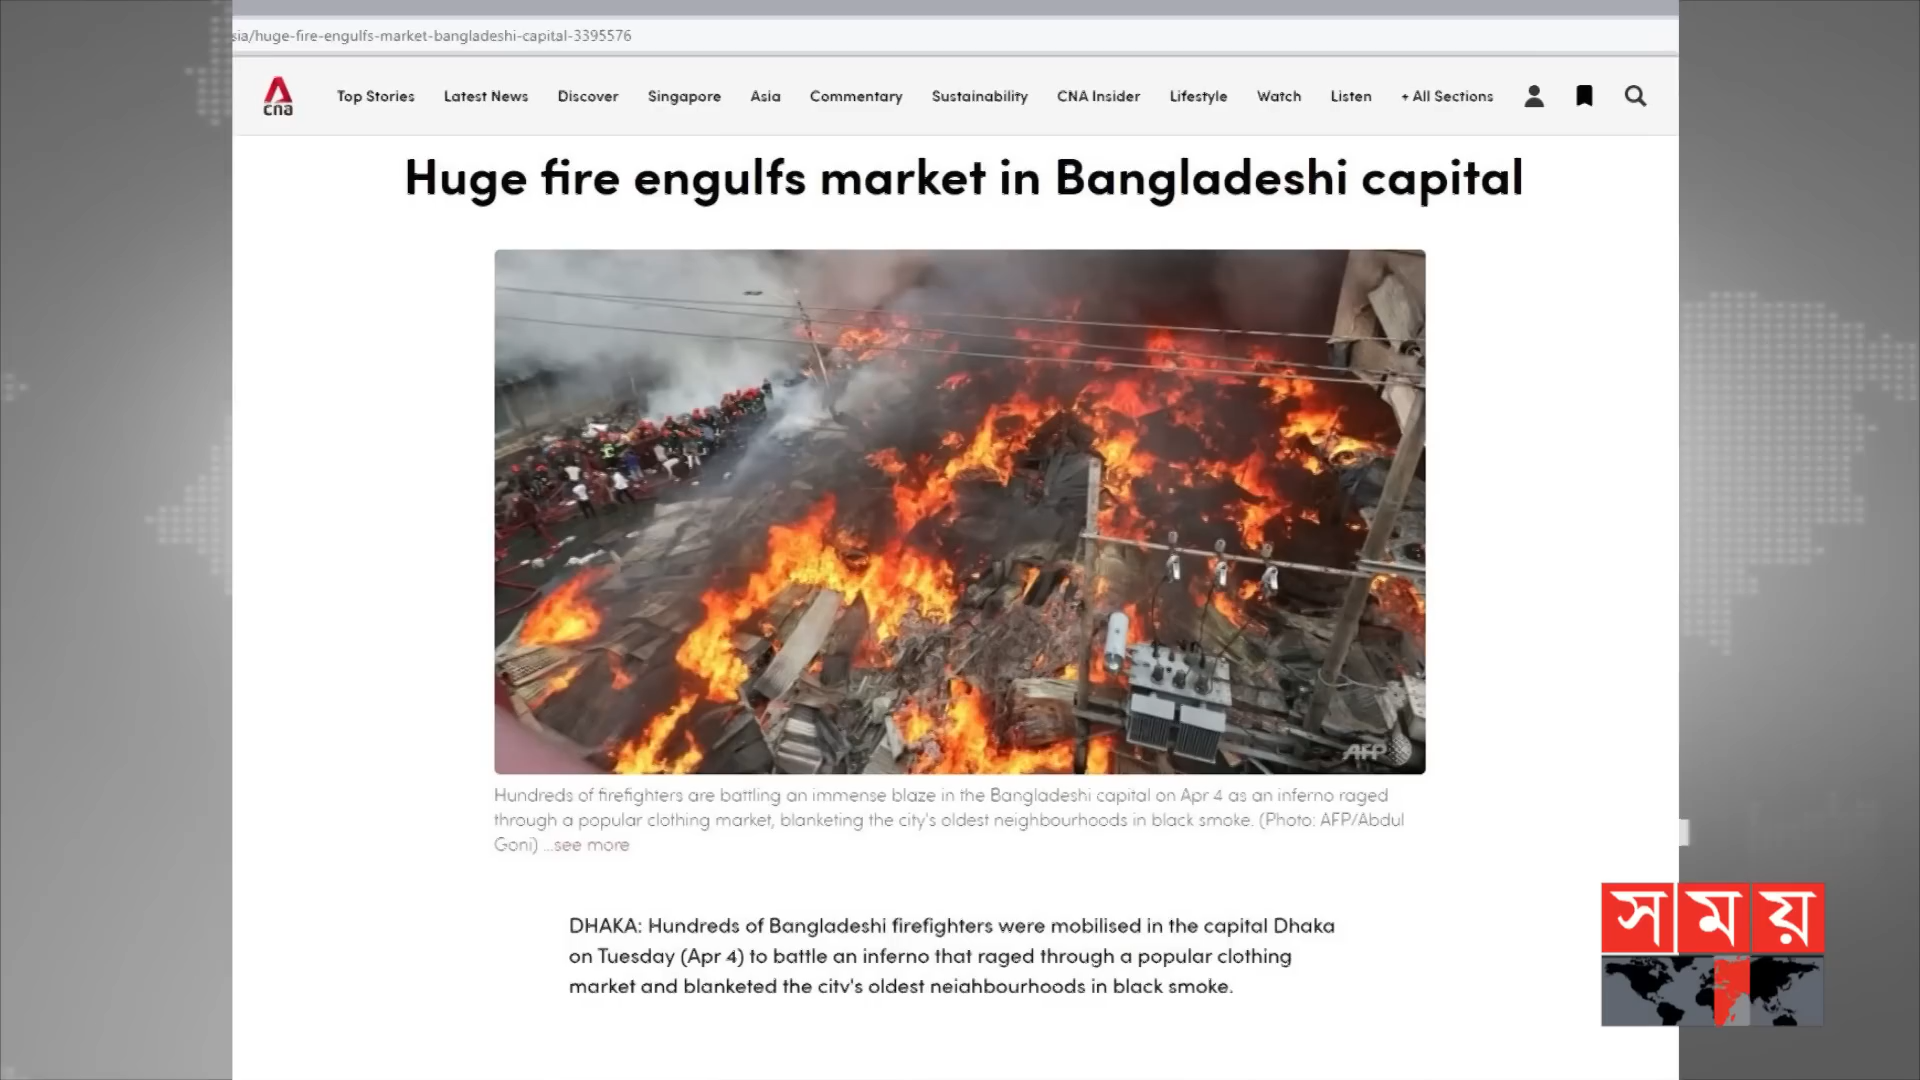 sia/huge-fire-engulfs-market-bangladeshi-capital-3395576
cna Top Stories Latest News Discover Singapore Asia Commentary Sustainability CNA Insider Lifestyle Watch Listen + All Sections
Huge fire engulfs market in Bangladeshi capital
AFP
Hundreds of firefighters are battling an immense blaze in the Bangladeshi capital on Apr 4 as an inferno raged
through a popular clothing market, blanketing the city's oldest neighbourhoods in black smoke. (Photo: AFP/Abdul
Goni) ...see more
DHAKA: Hundreds of Bangladeshi firefighters were mobilised in the capital Dhaka
on Tuesday (Apr 4) to battle an inferno that raged through a popular clothing
market and blanketed the city's oldest neighbourhoods in black smoke.
সময়